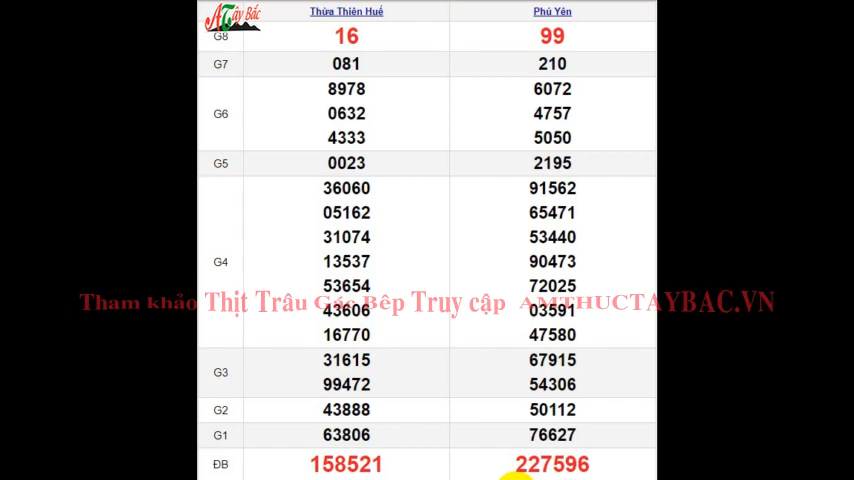 ATây Bắc
Thừa Thiên Huế Phú Yên
G8 16 99
G7 081 210
G6 8978 6072
0632 4757
4333 5050
G5 0023 2195
36060 91562
05162 65471
31074 53440
G4 13537 90473
53654 72025
Tham khảo Thịt Trâu Gác Bếp Truy cập AMTHUCTAYBAC.VN
43606 03591
16770 47580
G3 31615 67915
99472 54306
G2 43888 50112
G1 63806 76627
ĐB 158521 227596